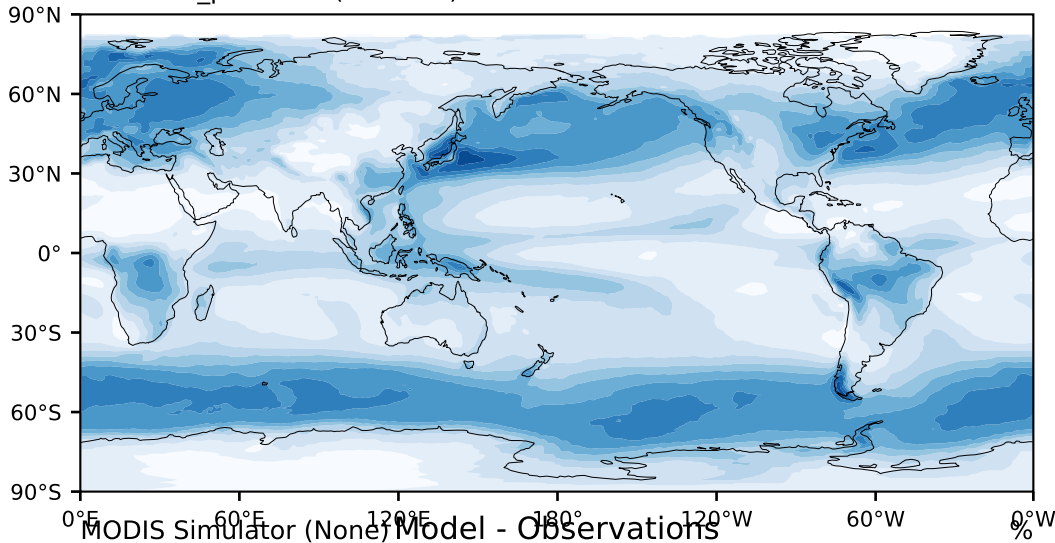 90°N
60°N
30°N
0°
30°S
60°S
90°S
0°E 60°E 120°E 180° 120°W 60°W 0°W
MODIS Simulator (None) Model - Observations %